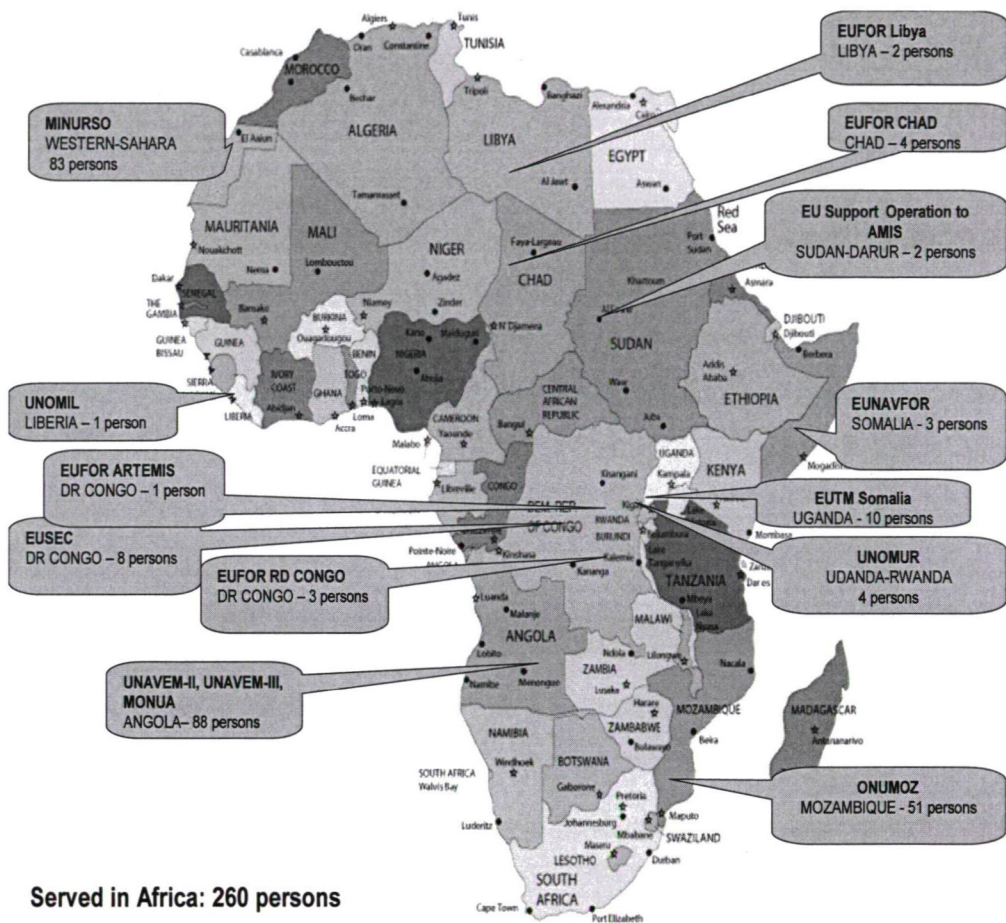 EUFOR Libya
LIBYA – 2 persons
MINURSO
WESTERN-SAHARA
83 persons
EUFOR CHAD
CHAD – 4 persons
EU Support Operation to
AMIS
SUDAN-DARUR – 2 persons
UNOMIL
LIBERIA – 1 person
EUNAVFOR
SOMALIA - 3 persons
EUFOR ARTEMIS
DR CONGO – 1 person
EUTM Somalia
UGANDA - 10 persons
EUSEC
DR CONGO – 8 persons
EUFOR RD CONGO
DR CONGO – 3 persons
UNOMUR
UDANDA-RWANDA
4 persons
UNAVEM-II, UNAVEM-III,
MONUA
ANGOLA– 88 persons
ONUMOZ
MOZAMBIQUE - 51 persons
Served in Africa: 260 persons
Algiers
Tunis
Oran
Constantine
TUNISIA
Casablanca
MOROCCO
Bechar
Tripoli
Banghazi
Alexandria
Cairo
El Aaiun
ALGERIA
LIBYA
EGYPT
Al Jawf
Aswan
Tamanrasset
Red
Sea
MAURITANIA
Nouakchott
Nema
MALI
NIGER
Agadez
Zinder
Faya-Largeau
CHAD
Port
Sudan
Khartoum
Asmara
Dakar
SENEGAL
THE
GAMBIA
Bamako
GUINEA
BISSAU
GUINEA
BURKINA
Ouagadougou
Niamey
Kano
Maiduguri
N'Djamena
SUDAN
DJIBOUTI
Djibouti
Berbera
SIERRA
LIBERIA
IVORY
COAST
Abidjan
GHANA
Accra
TOGO
BENIN
Porto-Novo
Lagos
Lome
NIGERIA
Abuja
Waw
Juba
Addis
Ababa
ETHIOPIA
CENTRAL
AFRICAN
REPUBLIC
Bangui
CAMEROON
Yaounde
Malabo
EQUATORIAL
GUINEA
Libreville
CONGO
Kisangani
UGANDA
Kampala
KENYA
Kigali
RWANDA
BURUNDI
DEM. REP
OF CONGO
Pointe-Noire
Kinshasa
Kananga
Kalemie
Lake
Tanganyika
Mombasa
TANZANIA
Dar es
Mbeya
Luanda
Malanje
ANGOLA
Lobito
Namibe
Menongue
MALAWI
Lilongwe
Ndola
ZAMBIA
Lusaka
Nacala
Harare
ZAMBABWE
Bulawayo
MOZAMBIQUE
Beira
MADAGASCAR
Antananarivo
NAMIBIA
Windhoek
SOUTH AFRICA
Walvis Bay
BOTSWANA
Gaborone
Pretoria
Johannesburg
Mbabane
Maputo
SWAZILAND
Luderitz
Maseru
LESOTHO
Durban
SOUTH
AFRICA
Cape Town
Port Elizabeth